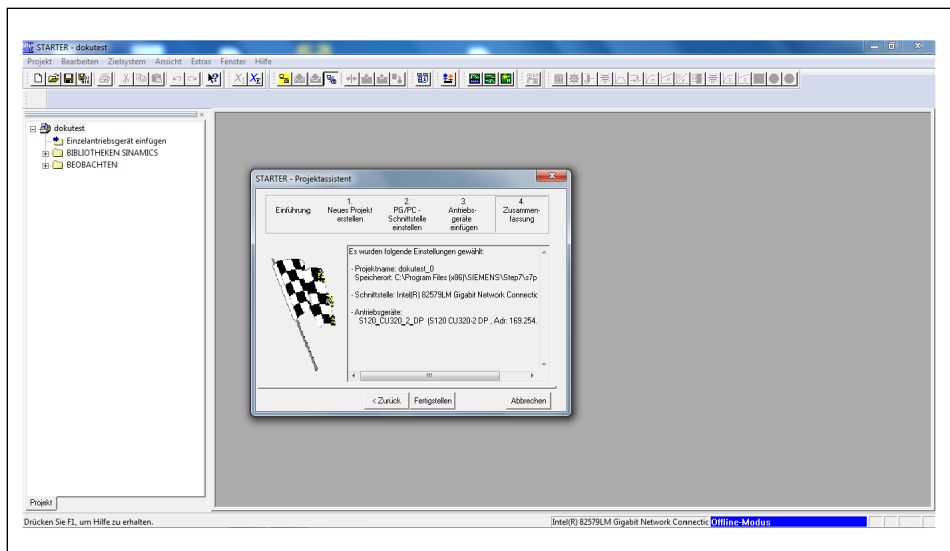 STARTER - dokutest
Projekt Bearbeiten Zielsystem Ansicht Extras Fenster Hilfe
dokutest
Einzelantriebsgerät einfügen
BIBLIOTHEKEN SINAMICS
BEOBACHTEN
STARTER - Projektassistent
Einführung
1.
Neues Projekt
erstellen
2.
PG/PC -
Schnittstelle
einstellen
3.
Antriebs-
geräte
einfügen
4.
Zusammen-
fassung
Es wurden folgende Einstellungen gewählt:
- Projektname: dokutest_0
Speicherort: C:\Program Files (x86)\SIEMENS\Step7\s7p
- Schnittstelle: Intel(R) 82579LM Gigabit Network Connectic
- Antriebsgeräte:
S120_CU320_2_DP (S120 CU320-2 DP , Adr: 169.254.
< Zurück
Fertigstellen
Abbrechen
Projekt
Drücken Sie F1, um Hilfe zu erhalten.
Intel(R) 82579LM Gigabit Network Connectic
Offline-Modus